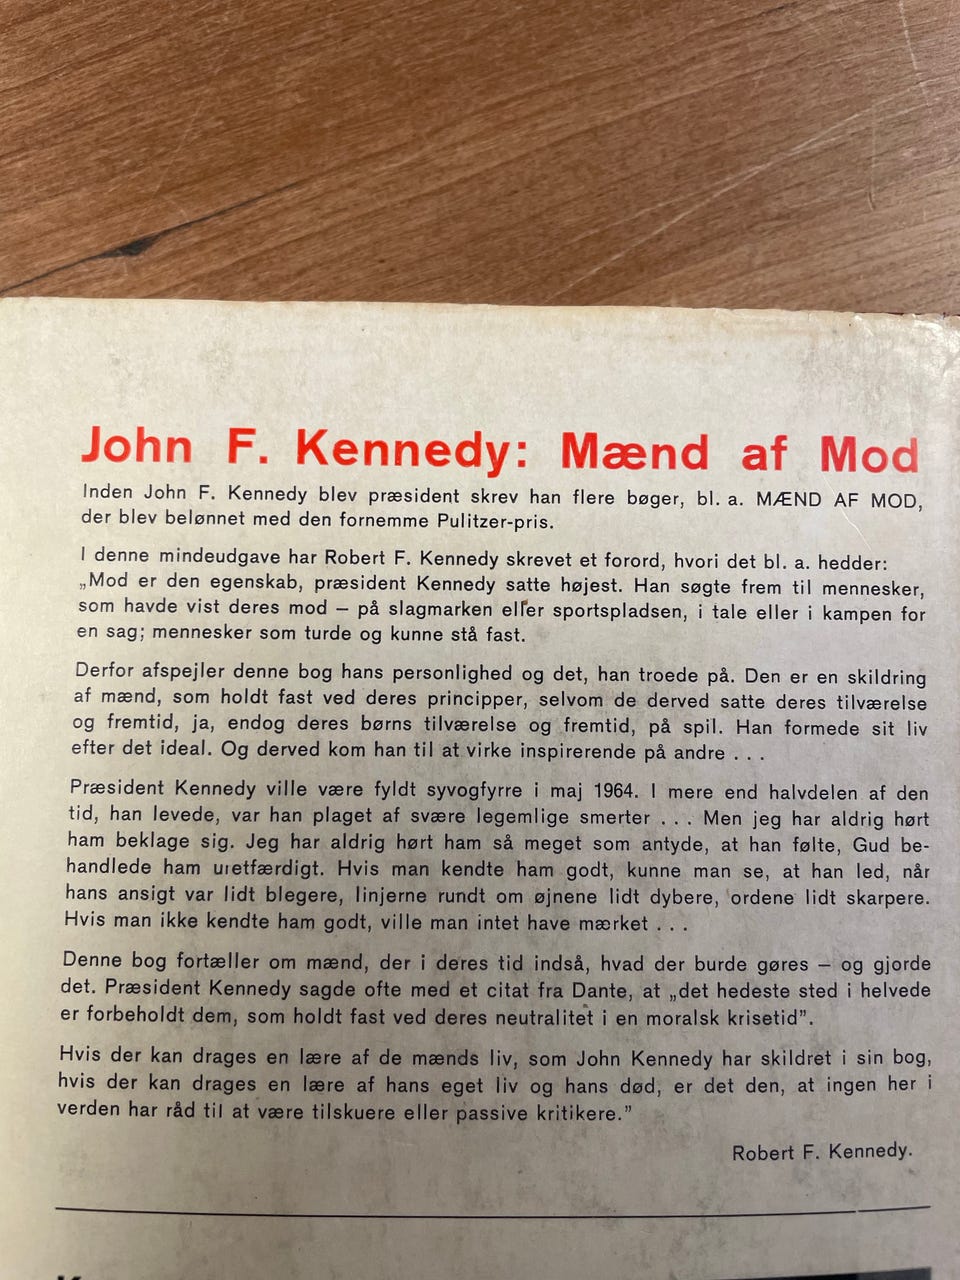 John F. Kennedy: Mænd af Mod
Inden John F. Kennedy blev præsident skrev han flere bøger, bl. a. MÆND AF MOD,
der blev belønnet med den fornemme Pulitzer-pris.
I denne mindeudgave har Robert F. Kennedy skrevet et forord, hvori det bl. a. hedder:
„Mod er den egenskab, præsident Kennedy satte højest. Han søgte frem til mennesker,
som havde vist deres mod – på slagmarken eller sportspladsen, i tale eller i kampen for
en sag; mennesker som turde og kunne stå fast.
Derfor afspejler denne bog hans personlighed og det, han troede på. Den er en skildring
af mænd, som holdt fast ved deres principper, selvom de derved satte deres tilværelse
og fremtid, ja, endog deres børns tilværelse og fremtid, på spil. Han formede sit liv
efter det ideal. Og derved kom han til at virke inspirerende på andre . . .
Præsident Kennedy ville være fyldt syvogfyrre i maj 1964. I mere end halvdelen af den
tid, han levede, var han plaget af svære legemlige smerter . . . Men jeg har aldrig hørt
ham beklage sig. Jeg har aldrig hørt ham så meget som antyde, at han følte, Gud be-
handlede ham uretfærdigt. Hvis man kendte ham godt, kunne man se, at han led, når
hans ansigt var lidt blegere, linjerne rundt om øjnene lidt dybere, ordene lidt skarpere.
Hvis man ikke kendte ham godt, ville man intet have mærket . . .
Denne bog fortæller om mænd, der i deres tid indså, hvad der burde gøres – og gjorde
det. Præsident Kennedy sagde ofte med et citat fra Dante, at „det hedeste sted i helvede
er forbeholdt dem, som holdt fast ved deres neutralitet i en moralsk krisetid”.
Hvis der kan drages en lære af de mænds liv, som John Kennedy har skildret i sin bog,
hvis der kan drages en lære af hans eget liv og hans død, er det den, at ingen her i
verden har råd til at være tilskuere eller passive kritikere.”
Robert F. Kennedy.